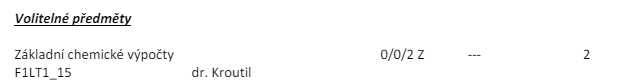 Volitelné předměty
Základní chemické výpočty 0/0/2 Z --- 2
F1LT1_15 dr. Kroutil